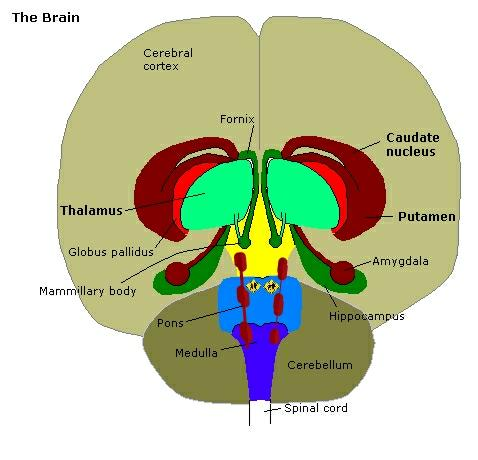 The Brain
Cerebral
cortex
Fornix
Caudate
nucleus
Thalamus
Putamen
Globus pallidus
Amygdala
Mammillary body
Hippocampus
Pons
Medulla
Cerebellum
Spinal cord